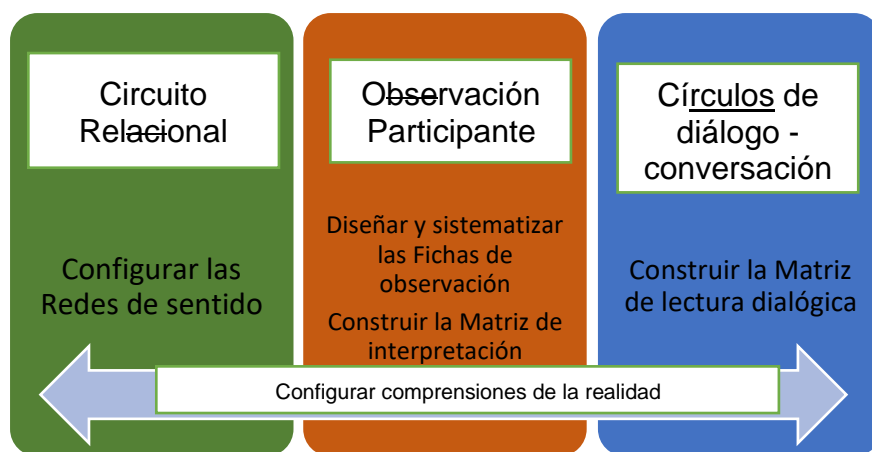 Circuito
Relacional
Configurar las
Redes de sentido
Observación
Participante
Diseñar y sistematizar
las Fichas de
observación
Construir la Matriz de
interpretación
Círculos de
diálogo -
conversación
Construir la Matriz
de lectura dialógica
Configurar comprensiones de la realidad